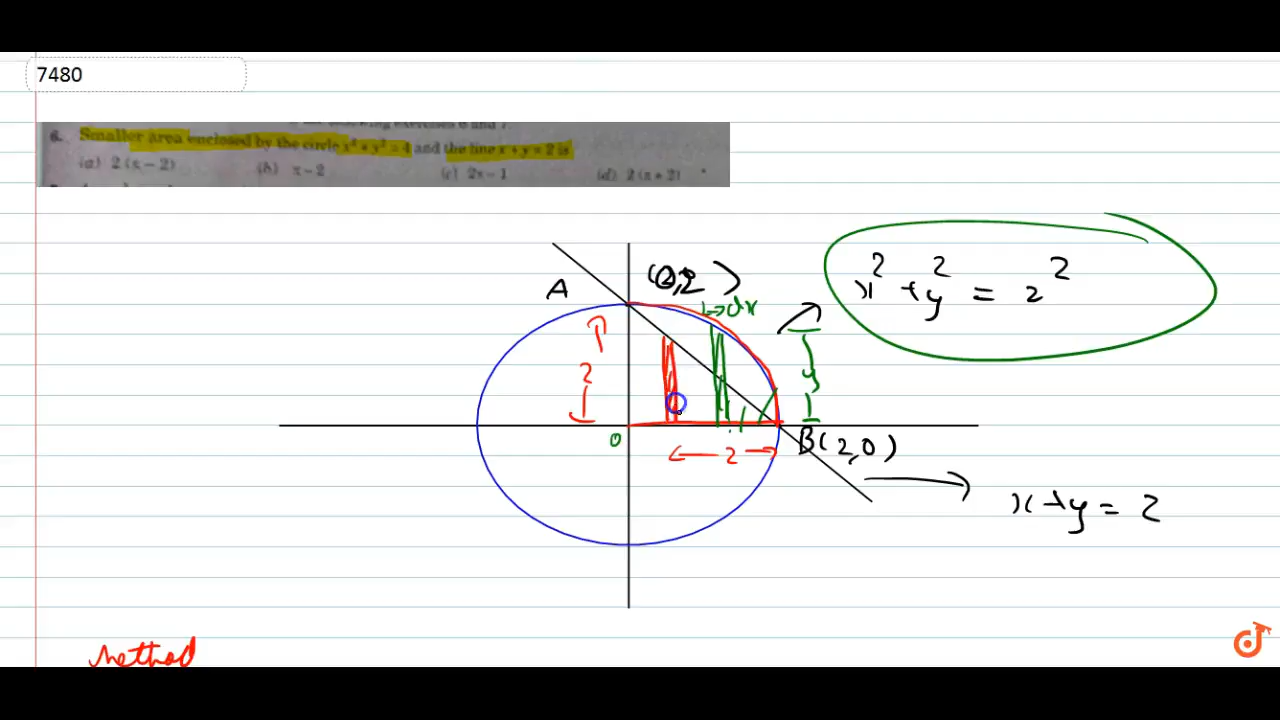 7480
6. Smaller area enclosed by the circle x² + y² = 4 and the line x + y = 2 is
(a) 2 (π – 2) (b) π – 2 (c) 2π – 1 (d) 2 (π + 2)
x² + y² = 2²
A (0,2)
dx
2
y
O
B(2,0)
2
x+y = 2
Method